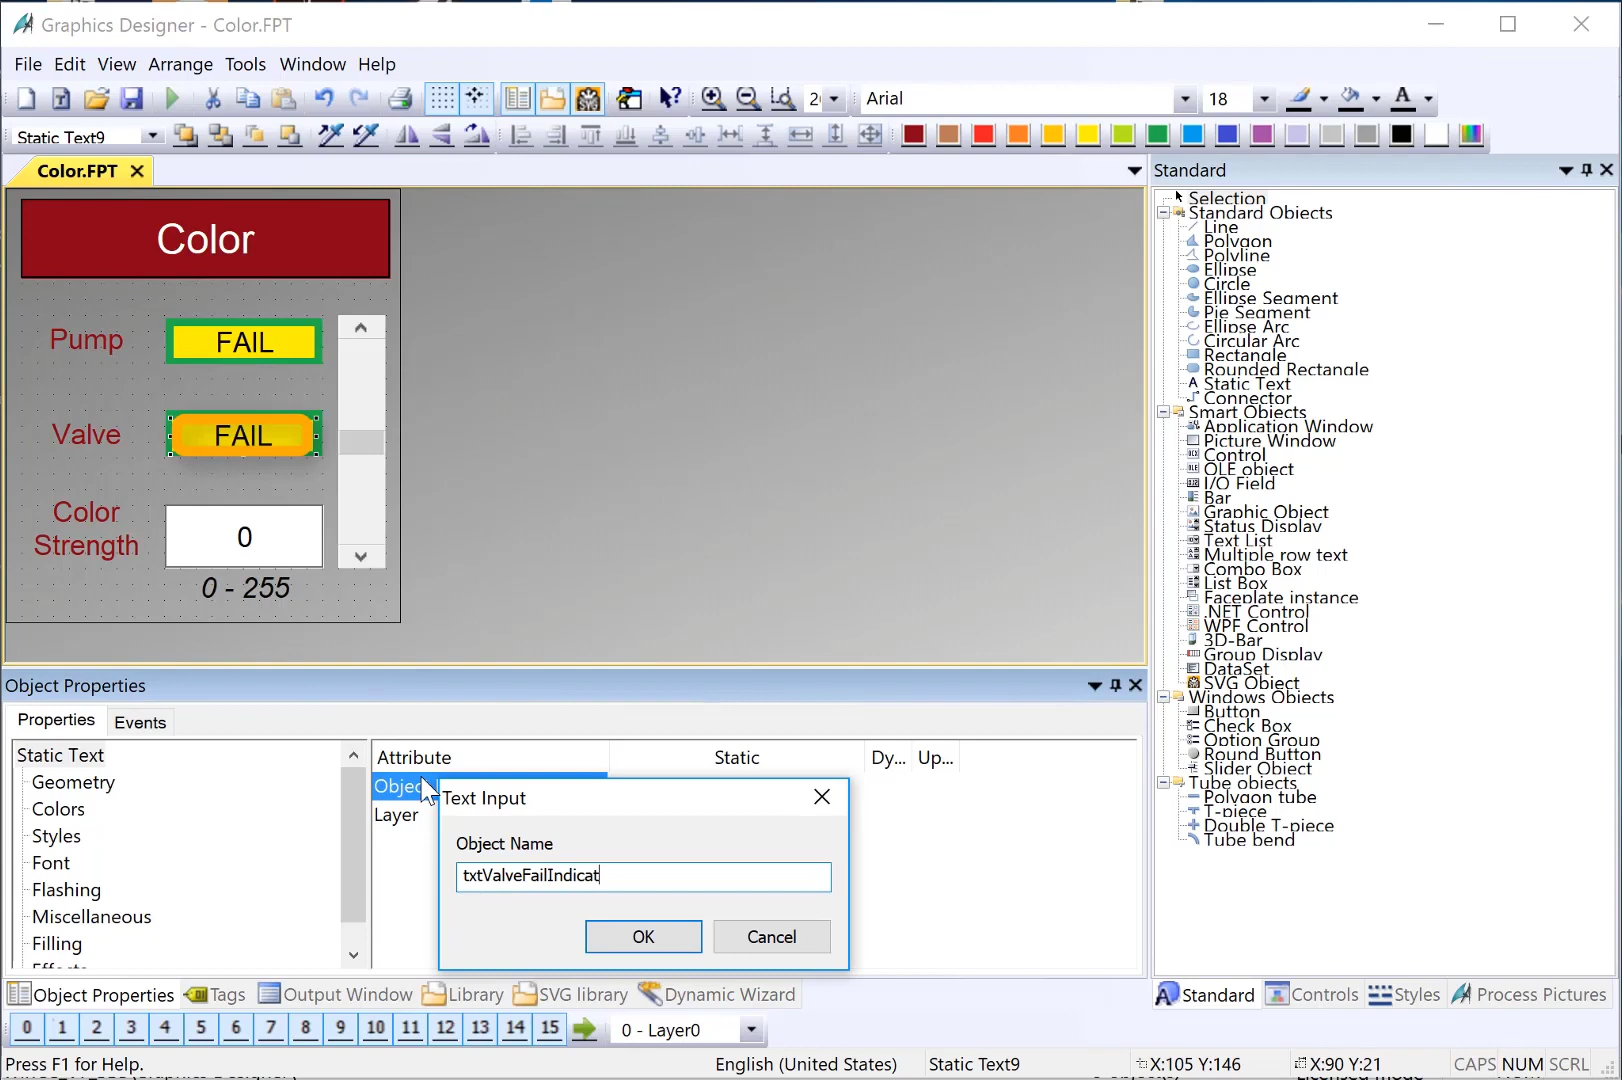 Graphics Designer - Color.FPT
File Edit View Arrange Tools Window Help
Arial 18
Static Text9
Color.FPT
Color
Pump FAIL
Valve FAIL
Color
Strength
0
0 - 255
Standard
Selection
Standard Objects
Line
Polygon
Polyline
Ellipse
Circle
Ellipse Segment
Pie Segment
Ellipse Arc
Circular Arc
Rectangle
Rounded Rectangle
Static Text
Connector
Smart Objects
Application Window
Picture Window
Control
OLE object
I/O Field
Bar
Graphic Object
Status Display
Text List
Multiple row text
Combo Box
List Box
Faceplate instance
.NET Control
WPF Control
3D-Bar
Group Display
DataSet
SVG Object
Windows Objects
Button
Check Box
Option Group
Round Button
Slider Object
Tube objects
Polygon tube
T-piece
Double T-piece
Tube bend
Object Properties
Properties Events
Static Text
Geometry
Colors
Styles
Font
Flashing
Miscellaneous
Filling
Effects
Attribute Static Dy... Up...
Layer
Text Input
Object Name
txtValveFailIndicat
OK Cancel
Object Properties Tags Output Window Library SVG library Dynamic Wizard
Standard Controls Styles Process Pictures
0 1 2 3 4 5 6 7 8 9 10 11 12 13 14 15 0 - Layer0
Press F1 for Help. English (United States) Static Text9 X:105 Y:146 X:90 Y:21 CAPS NUM SCRL